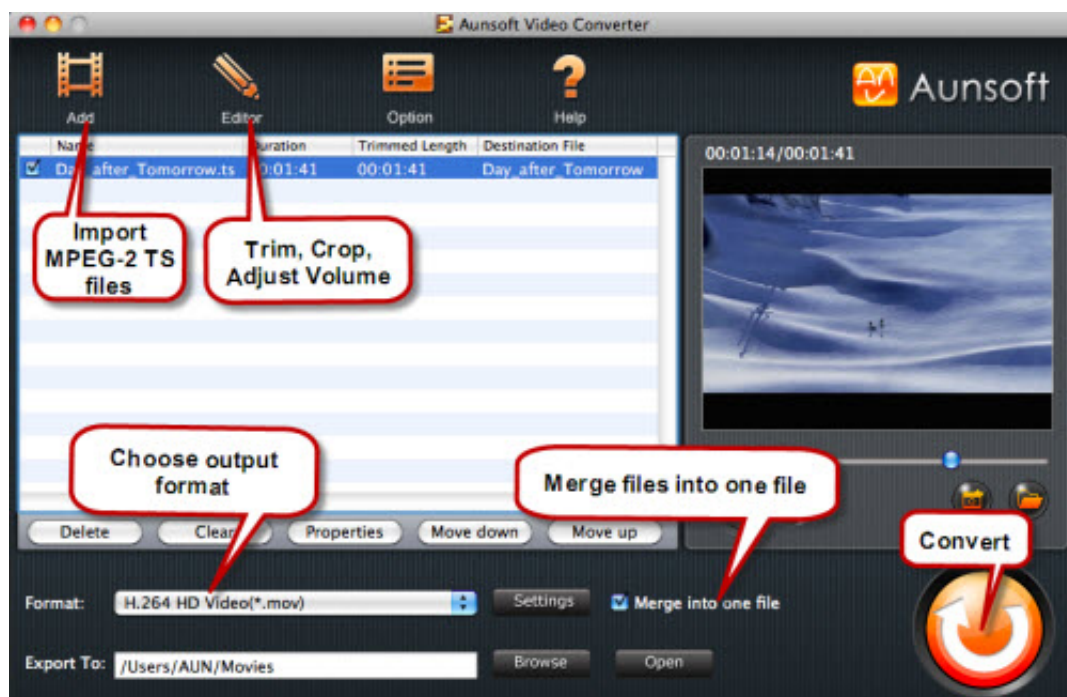 Aunsoft Video Converter
Add
Editor
Option
Help
Aunsoft
Name Duration Trimmed Length Destination File
Day_after_Tomorrow.ts 00:01:41 00:01:41 Day_after_Tomorrow
00:01:14/00:01:41
Import
MPEG-2 TS
files
Trim, Crop,
Adjust Volume
Choose output
format
Merge files into one file
Delete
Clear
Properties
Move down
Move up
Convert
Format: H.264 HD Video(*.mov) Settings Merge into one file
Export To: /Users/AUN/Movies Browse Open